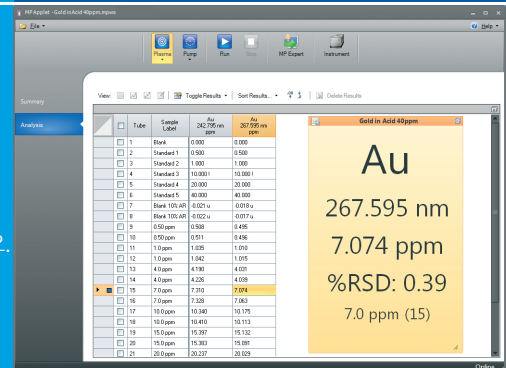 MP Applet - Gold in Acid 40ppm.mpws
File
Help
Plasma
Pump
Run
Stop
MP Expert
Instrument
Summary
Analysis
View:
Toggle Results
Sort Results...
Delete Results
Tube
Sample Label
Au 242.795 nm ppm
Au 267.595 nm ppm
1 Blank 0.000 0.000
2 Standard 1 0.500 0.500
3 Standard 2 1.000 1.000
4 Standard 3 10.000 ! 10.000 !
5 Standard 4 20.000 20.000
6 Standard 5 40.000 40.000
7 Blank 10% AR -0.021 u -0.018 u
8 Blank 10% AR -0.022 u -0.017 u
9 0.50 ppm 0.508 0.495
10 0.50 ppm 0.511 0.496
11 1.0 ppm 1.035 1.010
12 1.0 ppm 1.042 1.015
13 4.0 ppm 4.190 4.031
14 4.0 ppm 4.226 4.039
15 7.0 ppm 7.310 7.074
16 7.0 ppm 7.328 7.063
17 10.0 ppm 10.340 10.175
18 10.0 ppm 10.410 10.113
19 15.0 ppm 15.397 15.132
20 15.0 ppm 15.383 15.091
21 20.0 ppm 20.237 20.029
Gold in Acid 40ppm
Au
267.595 nm
7.074 ppm
%RSD: 0.39
7.0 ppm (15)
Online